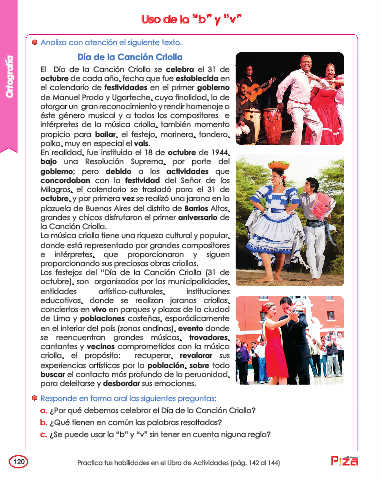 Uso de la "b" y "v"
Ortografía
Analiza con atención el siguiente texto.
Día de la Canción Criolla
El Día de la Canción Criollo se celebra el 31 de
octubre de cada año, fecha que fue establecida en
el calendario de festividades en el primer gobierno
de Manuel Prado y Ugarteche, cuya finalidad, la de
otorgar un gran reconocimiento y rendir homenaje a
éste género musical y a todos los compositores e
intérpretes de la música criolla, también momento
propicio para bailar, el festejo, marinera, tondero,
polka, muy en especial el vals.
En realidad, fue instituido el 18 de octubre de 1944,
bajo una Resolución Suprema, por parte del
gobierno; pero debido a las actividades que
concordaban con la festividad del Señor de los
Milagros, el calendario se trasladó para el 31 de
octubre, y por primera vez se realizó una jarana en la
plazuela de Buenos Aires del distrito de Barrios Altos,
grandes y chicos disfrutaron el primer aniversario de
la Canción Criolla.
La música criolla tiene una riqueza cultural y popular,
donde está representado por grandes compositores
e intérpretes, que proporcionaron y siguen
proporcionando sus preciosas obras criollas.
Los festejos del "Día de la Canción Criolla (31 de
octubre), son organizados por las municipalidades,
entidades artístico-culturales, instituciones
educativas, donde se realizan jaranas criollas,
conciertos en vivo en parques y plazas de la ciudad
de Lima y poblaciones costeñas, esporádicamente
en el interior del país (zonas andinas), evento donde
se reencuentran grandes músicos, trovadores,
cantantes y vecinos comprometidos con la música
criolla, el propósito: recuperar, revalorar sus
experiencias artísticas por la población, sobre todo
buscar el contacto más profundo de la peruanidad,
para deleitarse y desbordar sus emociones.
Responde en forma oral las siguientes preguntas:
a. ¿Por qué debemos celebrar el Día de la Canción Criolla?
b. ¿Qué tienen en común las palabras resaltadas?
c. ¿Se puede usar la "b" y "v" sin tener en cuenta ninguna regla?
120
Practica tus habilidades en el Libro de Actividades (pág. 142 al 144)